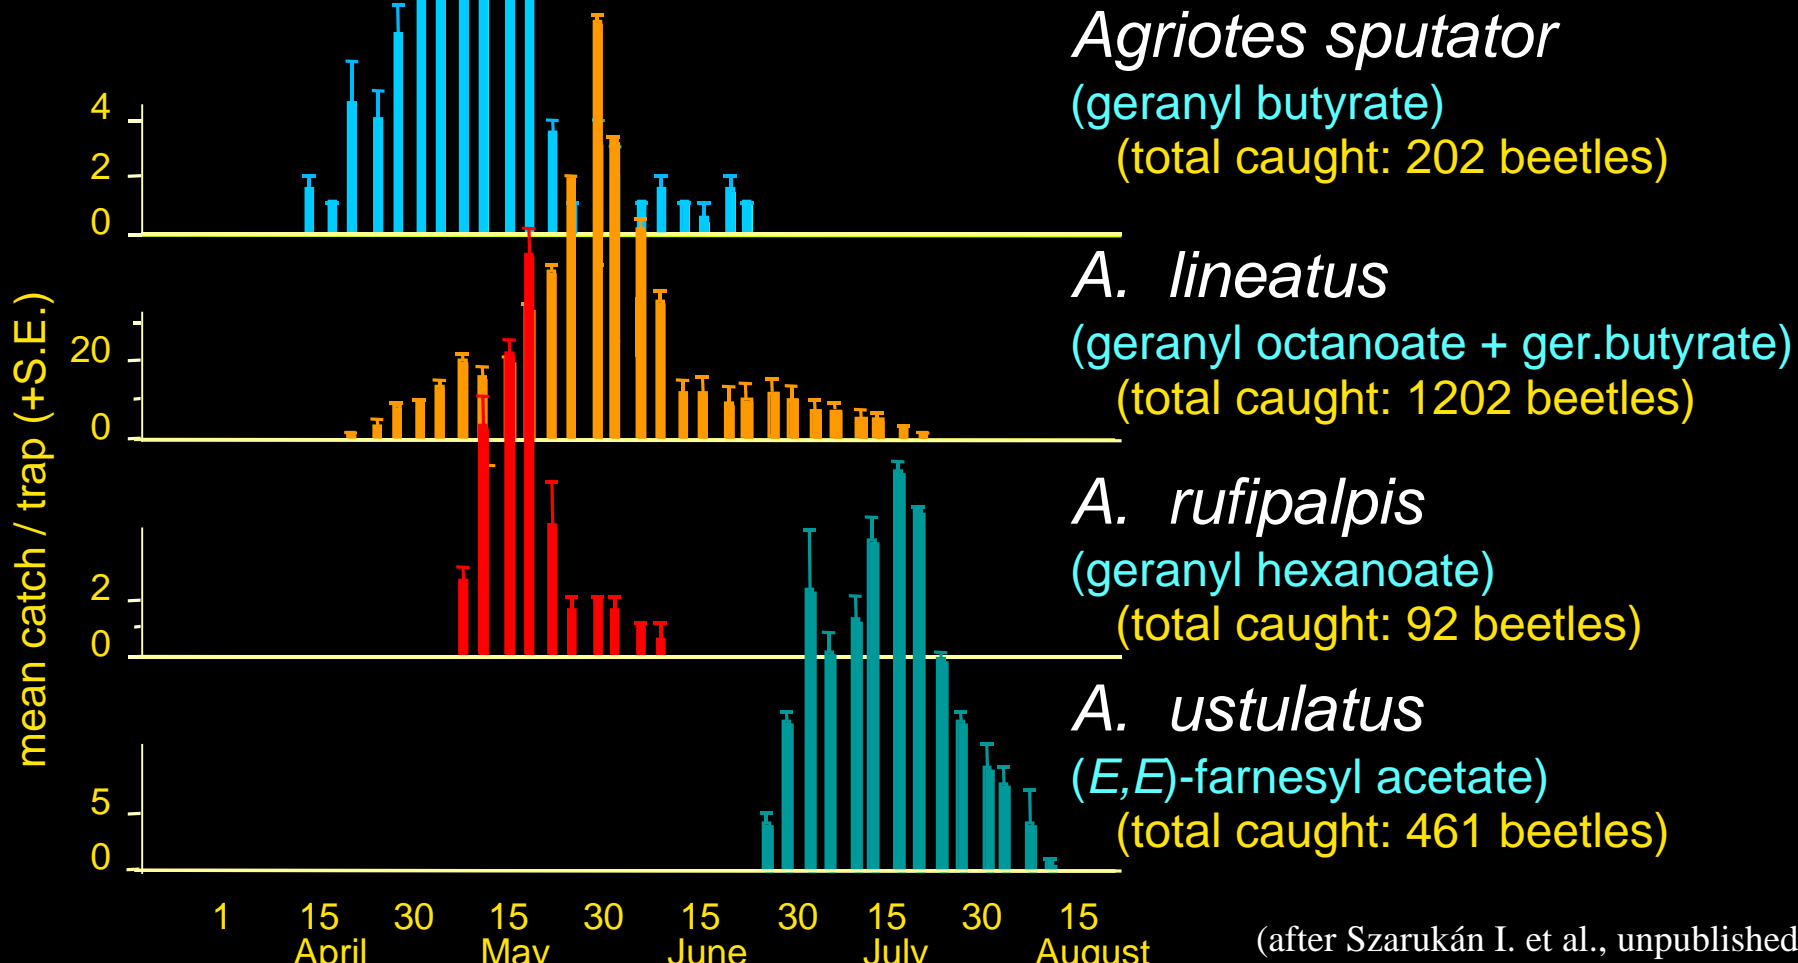 Agriotes sputator
(geranyl butyrate)
(total caught: 202 beetles)
4
2
0
A. lineatus
(geranyl octanoate + ger.butyrate)
(total caught: 1202 beetles)
20
0
mean catch / trap (+S.E.)
A. rufipalpis
(geranyl hexanoate)
(total caught: 92 beetles)
2
0
A. ustulatus
(E,E)-farnesyl acetate)
(total caught: 461 beetles)
5
0
1 15 30 15 30 15 30 15 30 15
April May June July August
(after Szarukán I. et al., unpublished